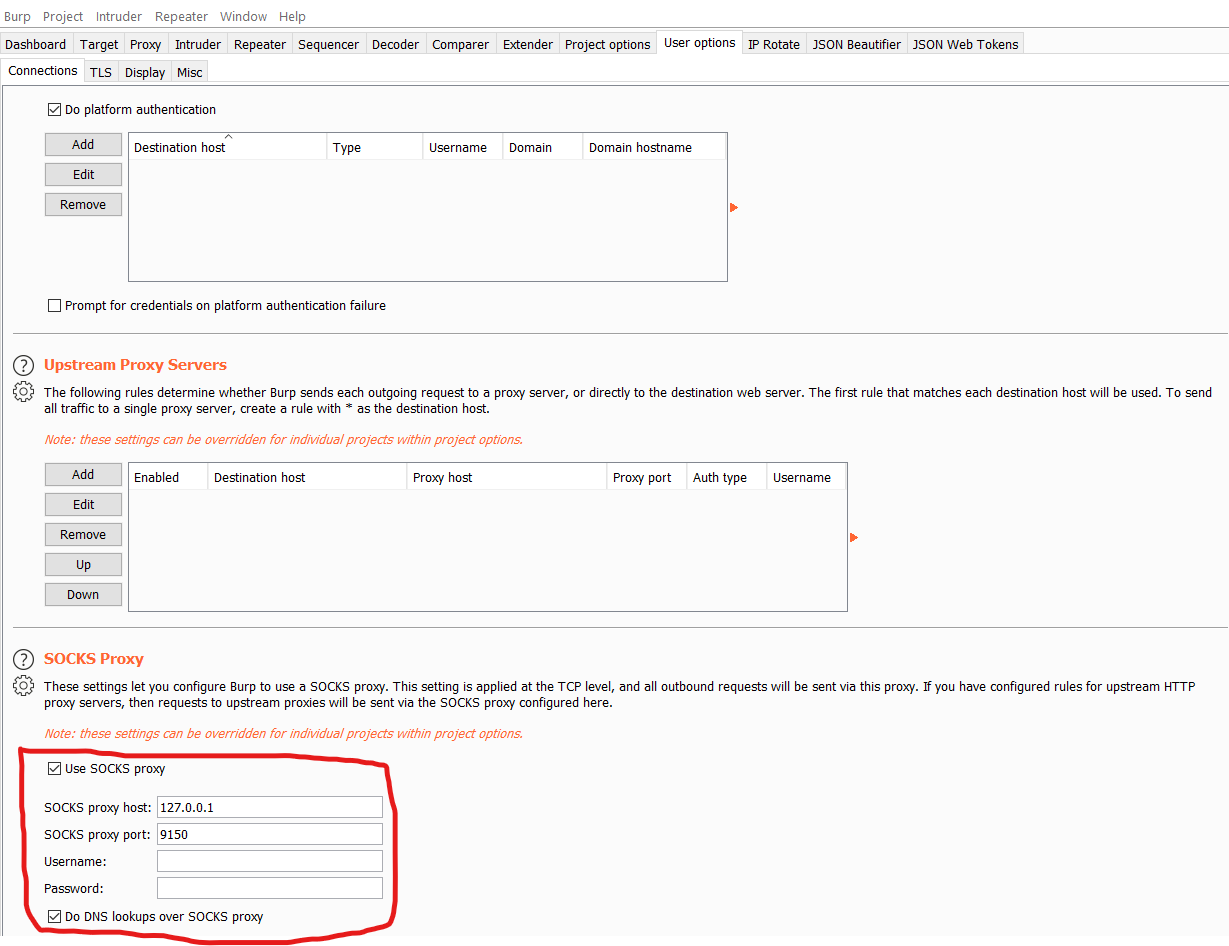 Burp Project Intruder Repeater Window Help
Dashboard Target Proxy Intruder Repeater Sequencer Decoder Comparer Extender Project options User options IP Rotate JSON Beautifier JSON Web Tokens
Connections TLS Display Misc
Do platform authentication
Add
Edit
Remove
Destination host Type Username Domain Domain hostname
Prompt for credentials on platform authentication failure
? Upstream Proxy Servers
The following rules determine whether Burp sends each outgoing request to a proxy server, or directly to the destination web server. The first rule that matches each destination host will be used. To send
all traffic to a single proxy server, create a rule with * as the destination host.
Note: these settings can be overridden for individual projects within project options.
Add
Edit
Remove
Up
Down
Enabled Destination host Proxy host Proxy port Auth type Username
? SOCKS Proxy
These settings let you configure Burp to use a SOCKS proxy. This setting is applied at the TCP level, and all outbound requests will be sent via this proxy. If you have configured rules for upstream HTTP
proxy servers, then requests to upstream proxies will be sent via the SOCKS proxy configured here.
Note: these settings can be overridden for individual projects within project options.
Use SOCKS proxy
SOCKS proxy host: 127.0.0.1
SOCKS proxy port: 9150
Username:
Password:
Do DNS lookups over SOCKS proxy